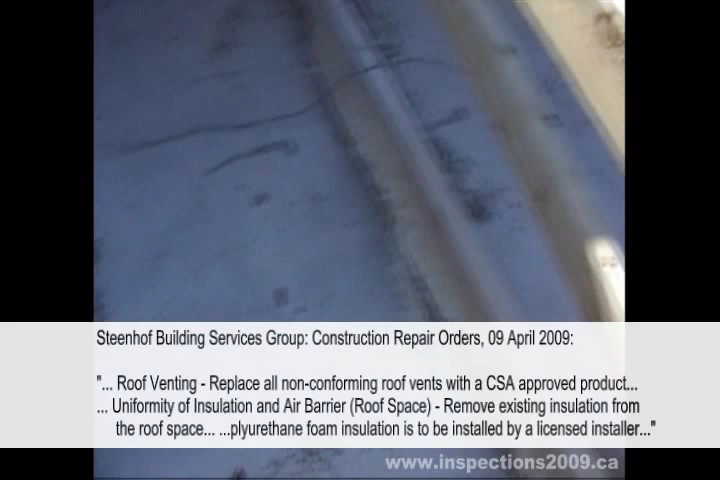 Steenhof Building Services Group: Construction Repair Orders, 09 April 2009:
"... Roof Venting - Replace all non-conforming roof vents with a CSA approved product...
... Uniformity of Insulation and Air Barrier (Roof Space) - Remove existing insulation from
the roof space... ...plyurethane foam insulation is to be installed by a licensed installer..."
www.inspections2009.ca